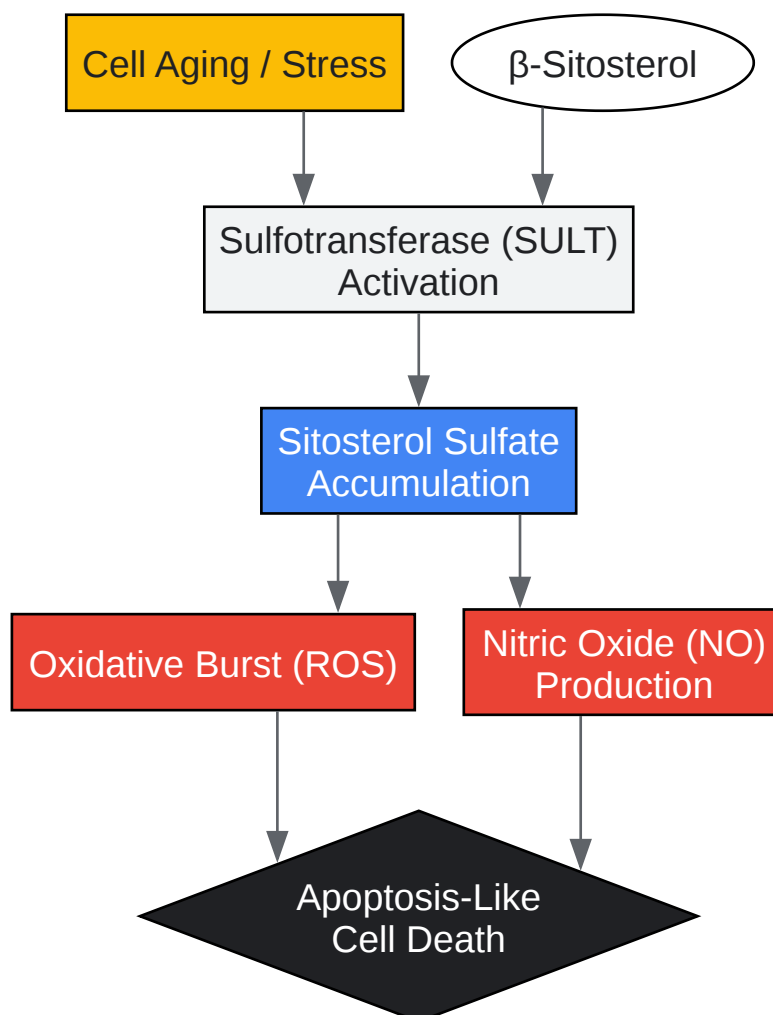 Cell Aging / Stress
β-Sitosterol
Sulfotransferase (SULT)
Activation
Sitosterol Sulfate
Accumulation
Oxidative Burst (ROS)
Nitric Oxide (NO)
Production
Apoptosis-Like
Cell Death